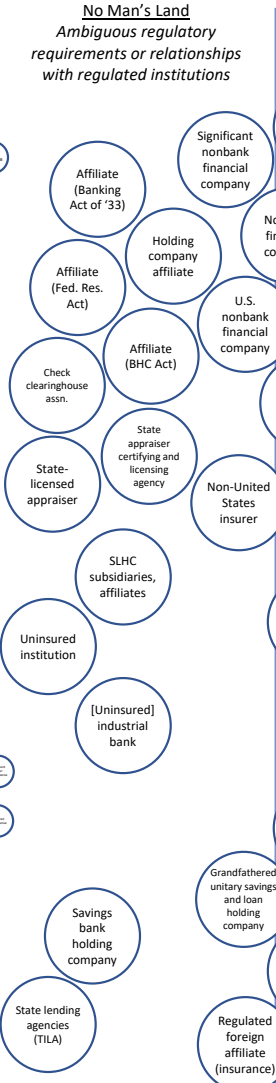 No Man's Land
Ambiguous regulatory
requirements or relationships
with regulated institutions
Significant
nonbank
financial
company
Affiliate
(Banking
Act of '33)
Holding
company
affiliate
Affiliate
(Fed. Res.
Act)
U.S.
nonbank
financial
company
Affiliate
(BHC Act)
Check
clearinghouse
assn.
State
appraiser
certifying and
licensing
agency
State-
licensed
appraiser
Non-United
States
insurer
SLHC
subsidiaries,
affiliates
Uninsured
institution
[Uninsured]
industrial
bank
Grandfathered
unitary savings
and loan
holding
company
Savings
bank
holding
company
State lending
agencies
(TILA)
Regulated
foreign
affiliate
(insurance)